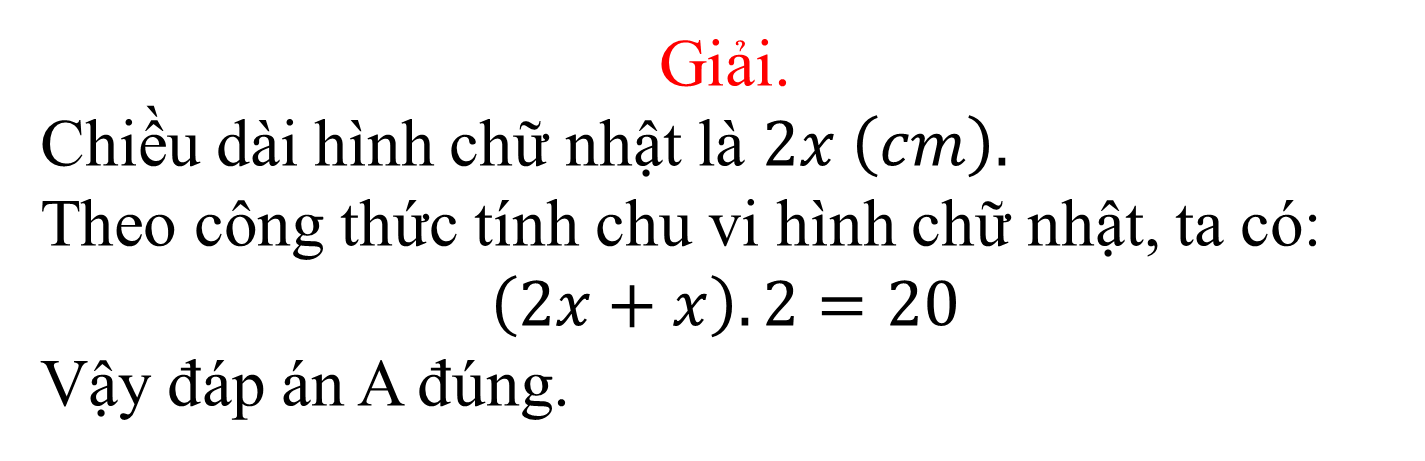 Giải.
Chiều dài hình chữ nhật là 2x (cm).
Theo công thức tính chu vi hình chữ nhật, ta có:
(2x + x). 2 = 20
Vậy đáp án A đúng.